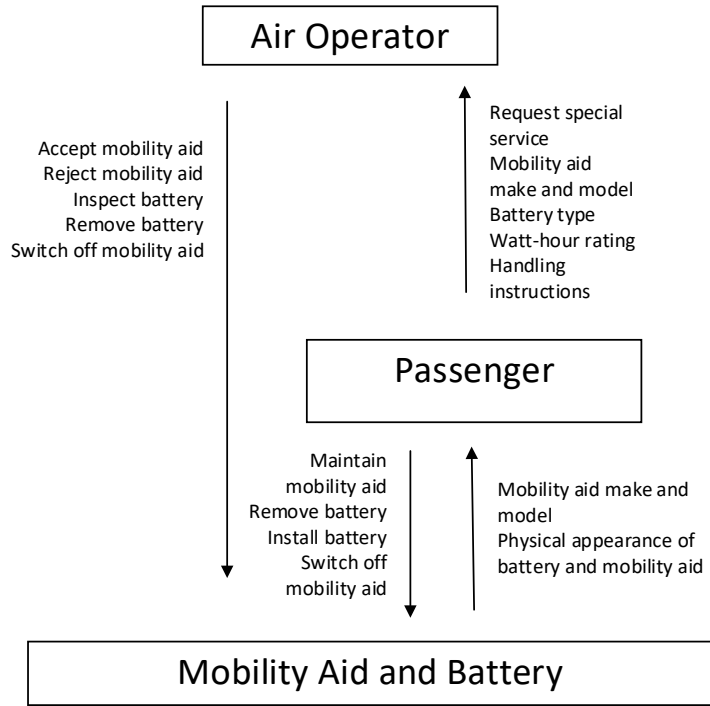 Air Operator
Accept mobility aid
Reject mobility aid
Inspect battery
Remove battery
Switch off mobility aid
Request special
service
Mobility aid
make and model
Battery type
Watt-hour rating
Handling
instructions
Passenger
Maintain
mobility aid
Remove battery
Install battery
Switch off
mobility aid
Mobility aid make and
model
Physical appearance of
battery and mobility aid
Mobility Aid and Battery